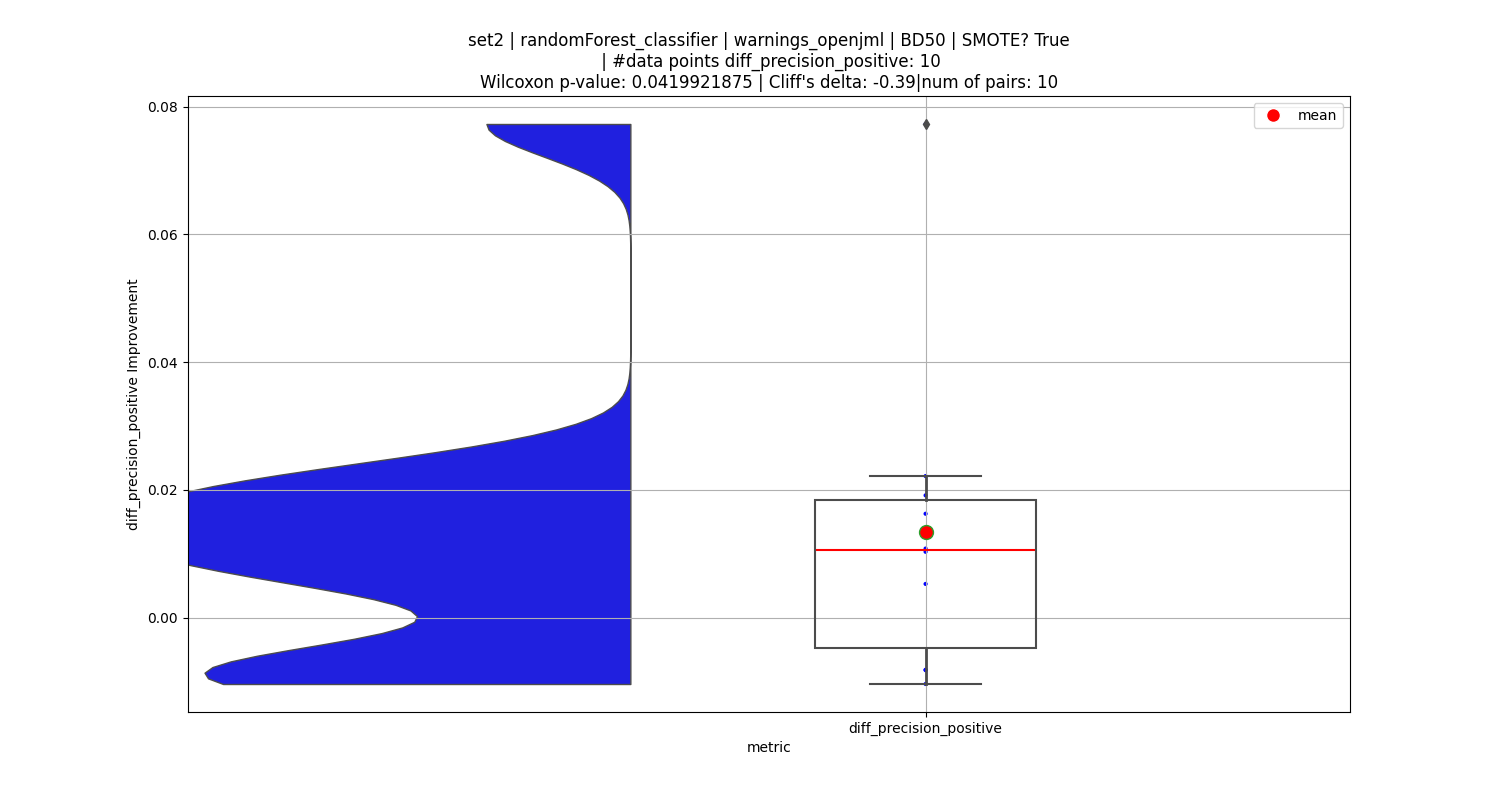 set2 | randomForest_classifier | warnings_openjml | BD50 | SMOTE? True
| #data points diff_precision_positive: 10
Wilcoxon p-value: 0.0419921875 | Cliff's delta: -0.39|num of pairs: 10
mean
0.08
0.06
0.04
0.02
0.00
diff_precision_positive Improvement
diff_precision_positive
metric